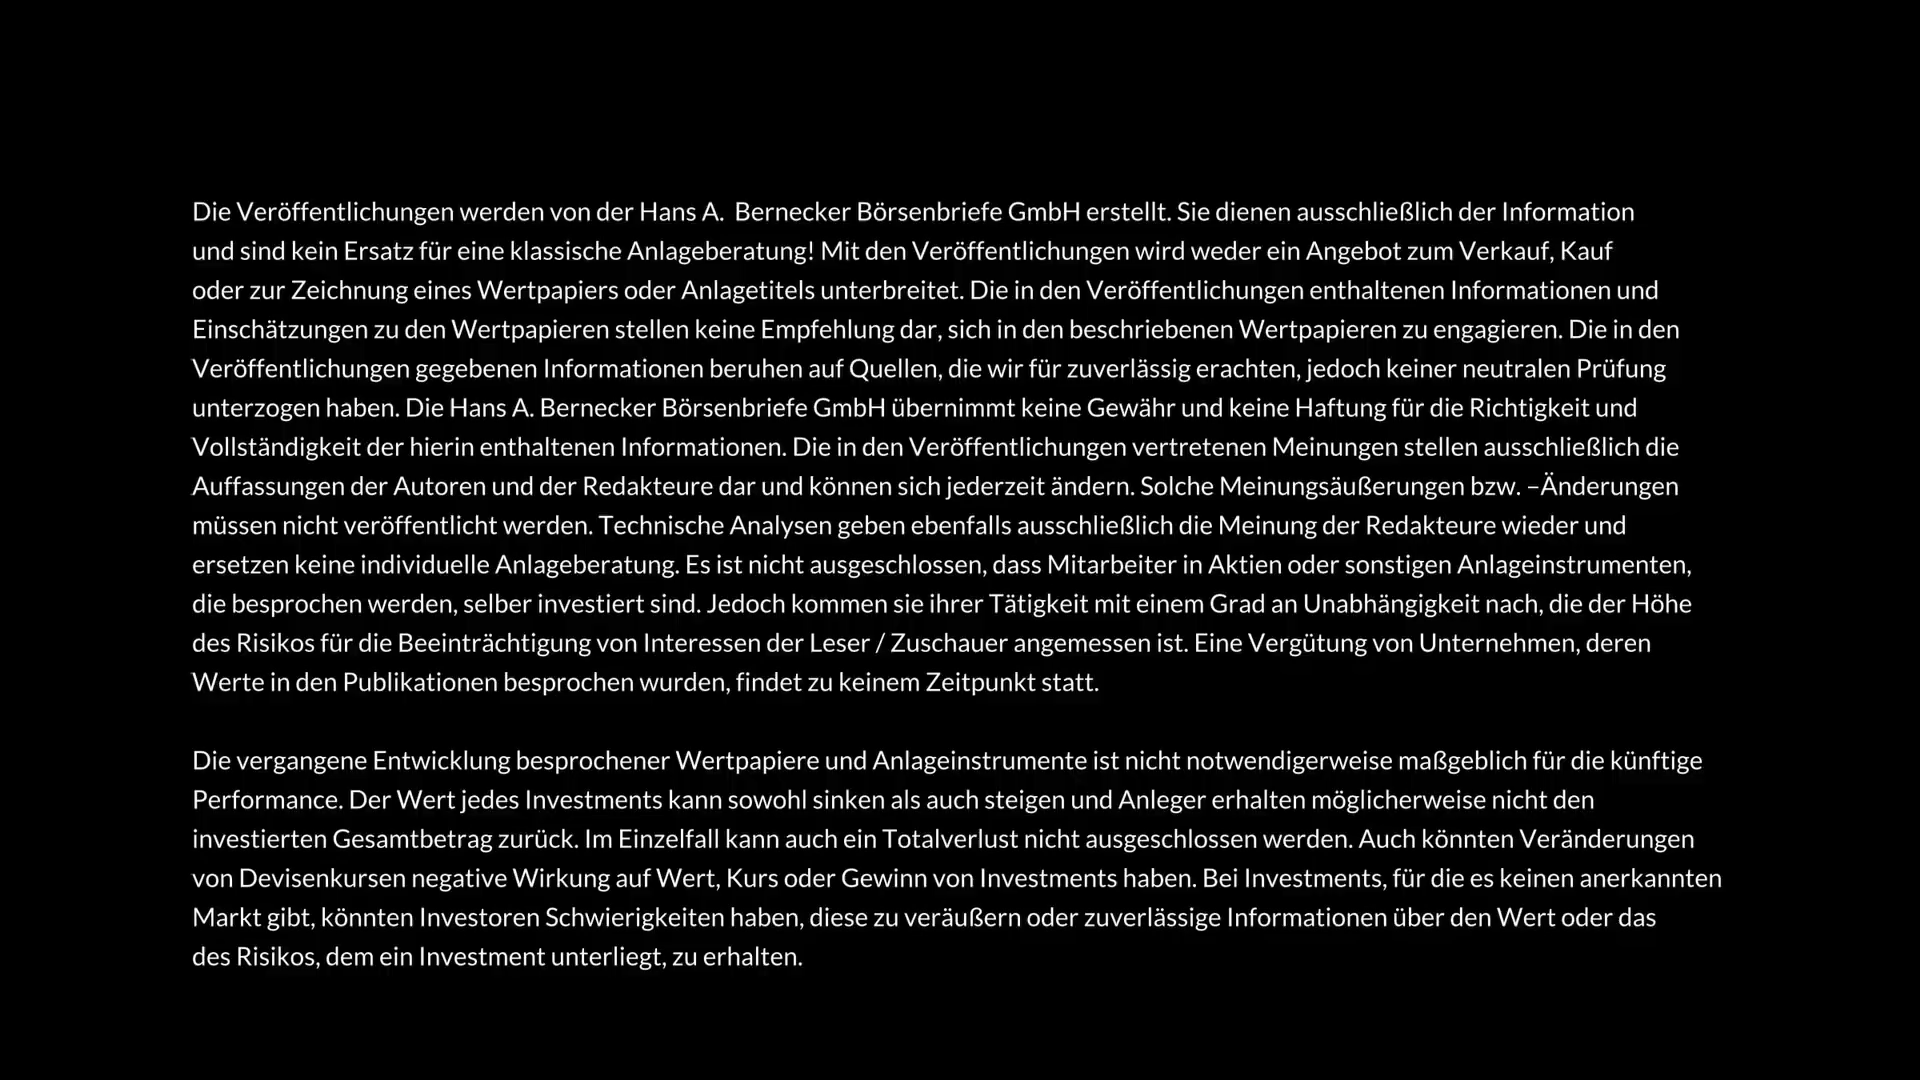 Die Veröffentlichungen werden von der Hans A.  Bernecker Börsenbriefe GmbH erstellt. Sie dienen ausschließlich der Information
und sind kein Ersatz für eine klassische Anlageberatung! Mit den Veröffentlichungen wird weder ein Angebot zum Verkauf, Kauf
oder zur Zeichnung eines Wertpapiers oder Anlagetitels unterbreitet. Die in den Veröffentlichungen enthaltenen Informationen und
Einschätzungen zu den Wertpapieren stellen keine Empfehlung dar, sich in den beschriebenen Wertpapieren zu engagieren. Die in den
Veröffentlichungen gegebenen Informationen beruhen auf Quellen, die wir für zuverlässig erachten, jedoch keiner neutralen Prüfung
unterzogen haben. Die Hans A. Bernecker Börsenbriefe GmbH übernimmt keine Gewähr und keine Haftung für die Richtigkeit und
Vollständigkeit der hierin enthaltenen Informationen. Die in den Veröffentlichungen vertretenen Meinungen stellen ausschließlich die
Auffassungen der Autoren und der Redakteure dar und können sich jederzeit ändern. Solche Meinungsäußerungen bzw. –Änderungen
müssen nicht veröffentlicht werden. Technische Analysen geben ebenfalls ausschließlich die Meinung der Redakteure wieder und
ersetzen keine individuelle Anlageberatung. Es ist nicht ausgeschlossen, dass Mitarbeiter in Aktien oder sonstigen Anlageinstrumenten,
die besprochen werden, selber investiert sind. Jedoch kommen sie ihrer Tätigkeit mit einem Grad an Unabhängigkeit nach, die der Höhe
des Risikos für die Beeinträchtigung von Interessen der Leser / Zuschauer angemessen ist. Eine Vergütung von Unternehmen, deren
Werte in den Publikationen besprochen wurden, findet zu keinem Zeitpunkt statt.
Die vergangene Entwicklung besprochener Wertpapiere und Anlageinstrumente ist nicht notwendigerweise maßgeblich für die künftige
Performance. Der Wert jedes Investments kann sowohl sinken als auch steigen und Anleger erhalten möglicherweise nicht den
investierten Gesamtbetrag zurück. Im Einzelfall kann auch ein Totalverlust nicht ausgeschlossen werden. Auch könnten Veränderungen
von Devisenkursen negative Wirkung auf Wert, Kurs oder Gewinn von Investments haben. Bei Investments, für die es keinen anerkannten
Markt gibt, könnten Investoren Schwierigkeiten haben, diese zu veräußern oder zuverlässige Informationen über den Wert oder das
des Risikos, dem ein Investment unterliegt, zu erhalten.